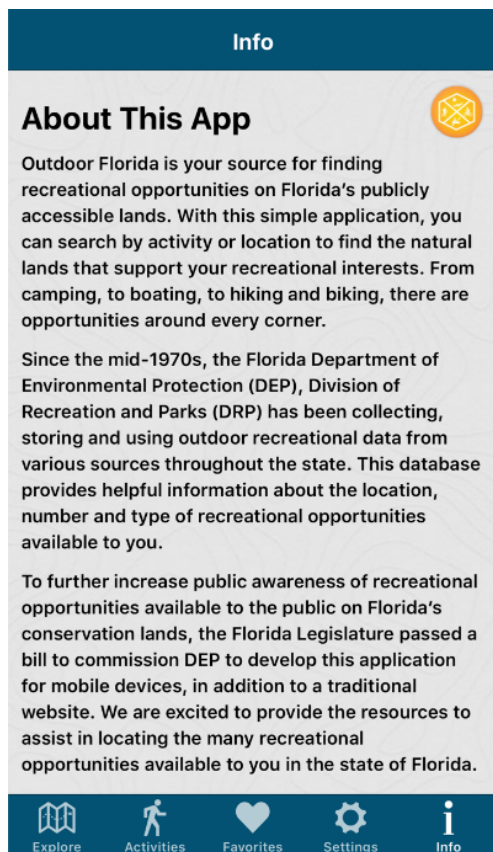 Info
About This App
Outdoor Florida is your source for finding
recreational opportunities on Florida's publicly
accessible lands. With this simple application, you
can search by activity or location to find the natural
lands that support your recreational interests. From
camping, to boating, to hiking and biking, there are
opportunities around every corner.
Since the mid-1970s, the Florida Department of
Environmental Protection (DEP), Division of
Recreation and Parks (DRP) has been collecting,
storing and using outdoor recreational data from
various sources throughout the state. This database
provides helpful information about the location,
number and type of recreational opportunities
available to you.
To further increase public awareness of recreational
opportunities available to the public on Florida's
conservation lands, the Florida Legislature passed a
bill to commission DEP to develop this application
for mobile devices, in addition to a traditional
website. We are excited to provide the resources to
assist in locating the many recreational
opportunities available to you in the state of Florida.
Explore Activities Favorites Settings Info